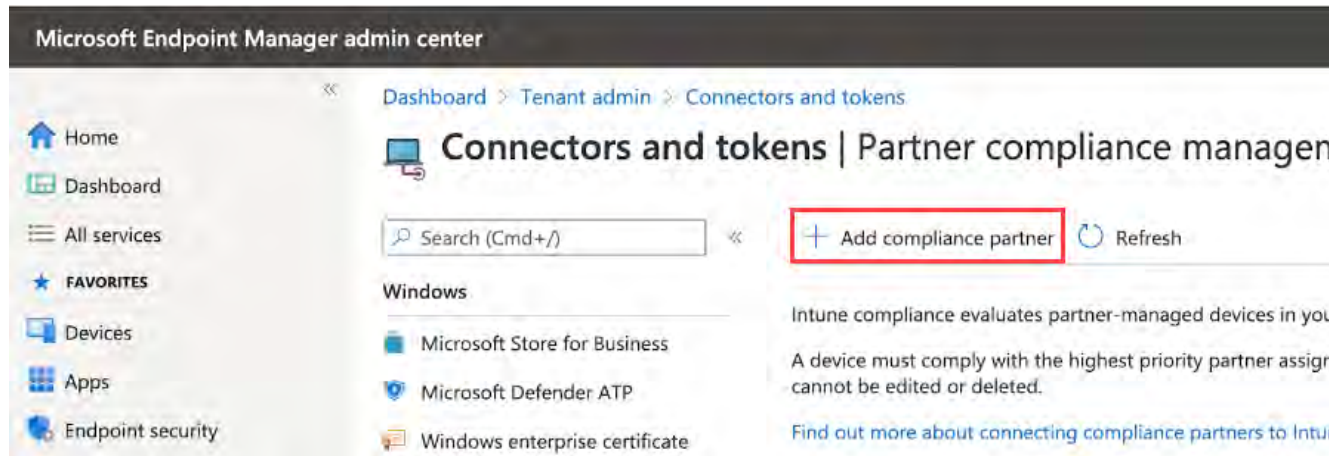 Microsoft Endpoint Manager admin center
Home
Dashboard
All services
FAVORITES
Devices
Apps
Endpoint security
Dashboard > Tenant admin > Connectors and tokens
Connectors and tokens | Partner compliance managem
Search (Cmd+/)
Windows
Microsoft Store for Business
Microsoft Defender ATP
Windows enterprise certificate
Add compliance partner
Refresh
Intune compliance evaluates partner-managed devices in you
A device must comply with the highest priority partner assign
cannot be edited or deleted.
Find out more about connecting compliance partners to Intu